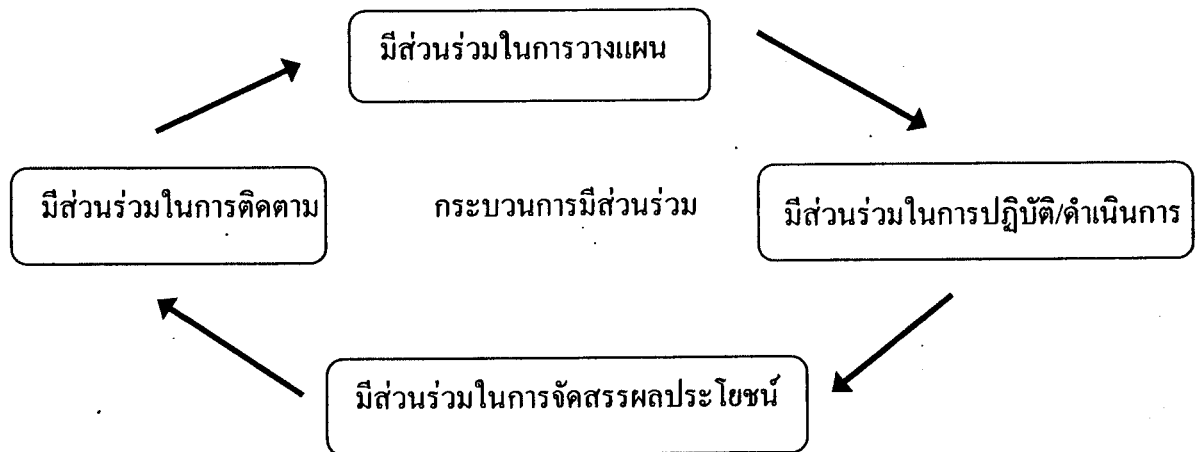 มีส่วนร่วมในการวางแผน
มีส่วนร่วมในการติดตาม
กระบวนการมีส่วนร่วม
มีส่วนร่วมในการปฏิบัติ/ดำเนินการ
มีส่วนร่วมในการจัดสรรผลประโยชน์